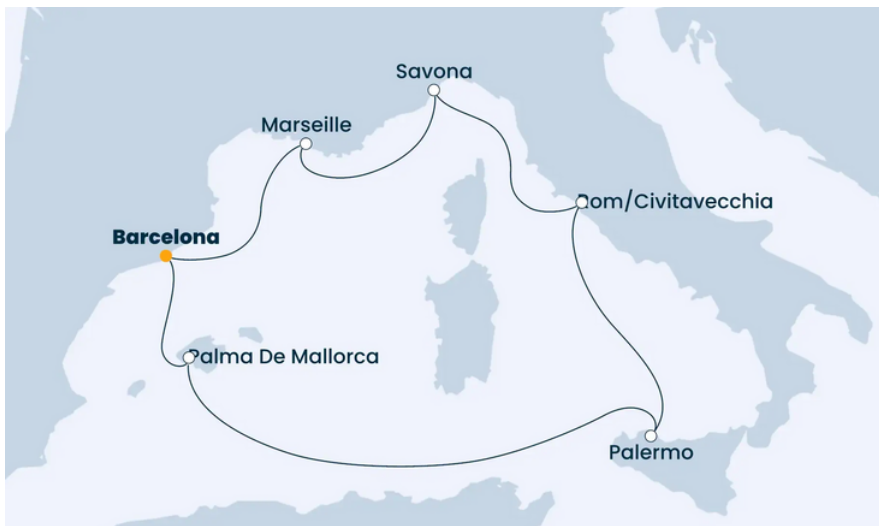 Savona
Marseille
Rom/Civitavecchia
Barcelona
Palma De Mallorca
Palermo